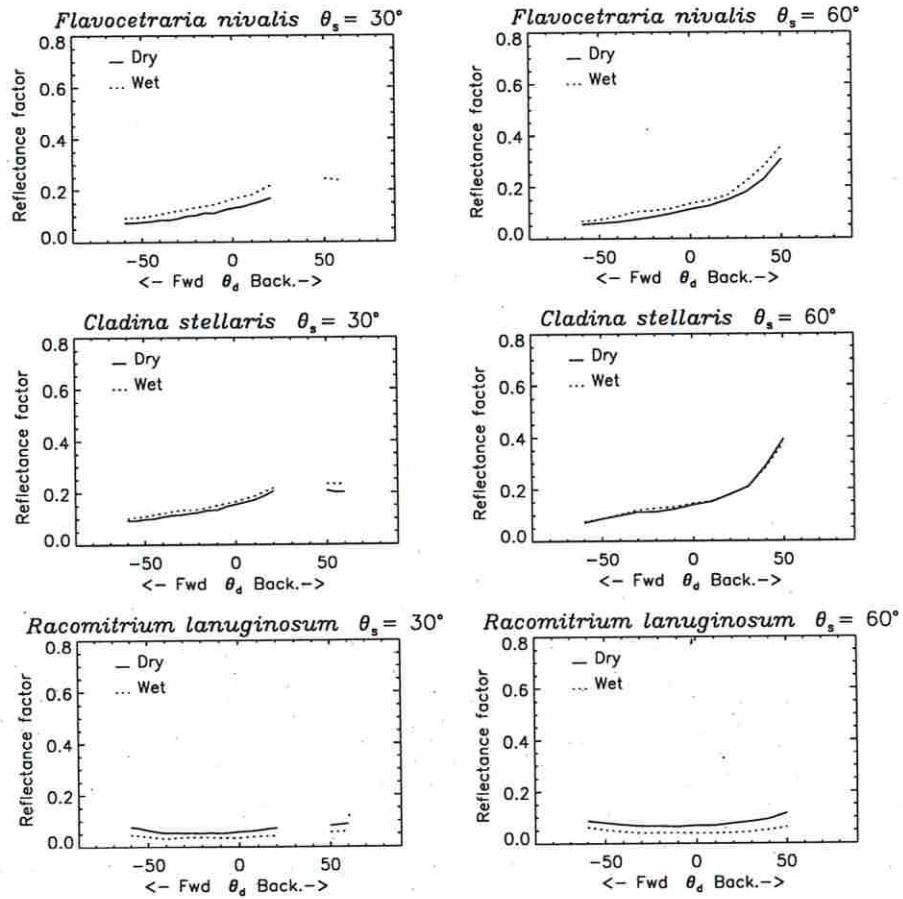 Flavocetraria nivalis θs = 30°
Reflectance factor
0.8
0.6
0.4
0.2
0.0
Dry
Wet
-50 0 50
<- Fwd θd Back.->
Flavocetraria nivalis θs = 60°
Reflectance factor
0.8
0.6
0.4
0.2
0.0
Dry
Wet
-50 0 50
<- Fwd θd Back.->
Cladina stellaris θs = 30°
Reflectance factor
0.8
0.6
0.4
0.2
0.0
Dry
Wet
-50 0 50
<- Fwd θd Back.->
Cladina stellaris θs = 60°
Reflectance factor
0.8
0.6
0.4
0.2
0.0
Dry
Wet
-50 0 50
<- Fwd θd Back.->
Racomitrium lanuginosum θs = 30°
Reflectance factor
0.8
0.6
0.4
0.2
0.0
Dry
Wet
-50 0 50
<- Fwd θd Back.->
Racomitrium lanuginosum θs = 60°
Reflectance factor
0.8
0.6
0.4
0.2
0.0
Dry
Wet
-50 0 50
<- Fwd θd Back.->